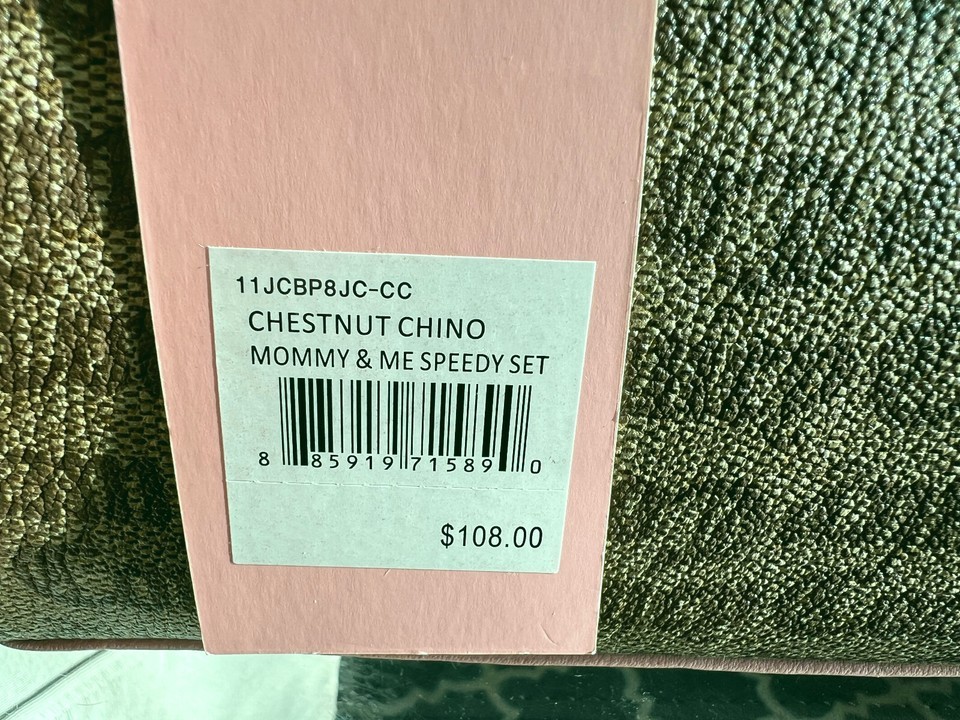 11JCBP8JC-CC
CHESTNUT CHINO
MOMMY & ME SPEEDY SET
8 85919 71589 0
$108.00